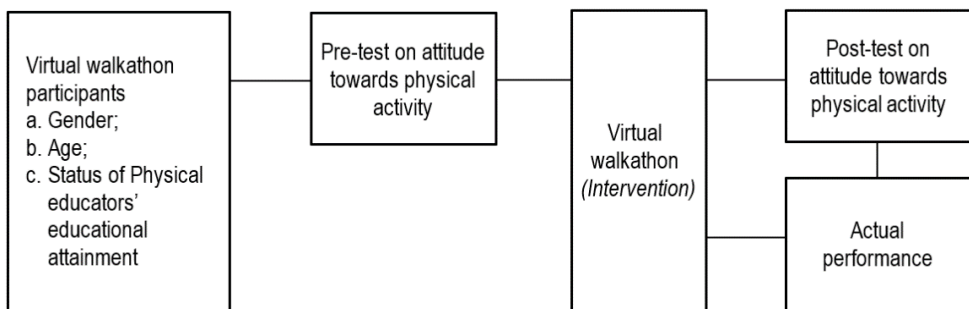 Virtual walkathon
participants
a. Gender;
b. Age;
c. Status of Physical
educators’
educational
attainment
Pre-test on attitude
towards physical
activity
Virtual
walkathon
(Intervention)
Post-test on
attitude towards
physical activity
Actual
performance